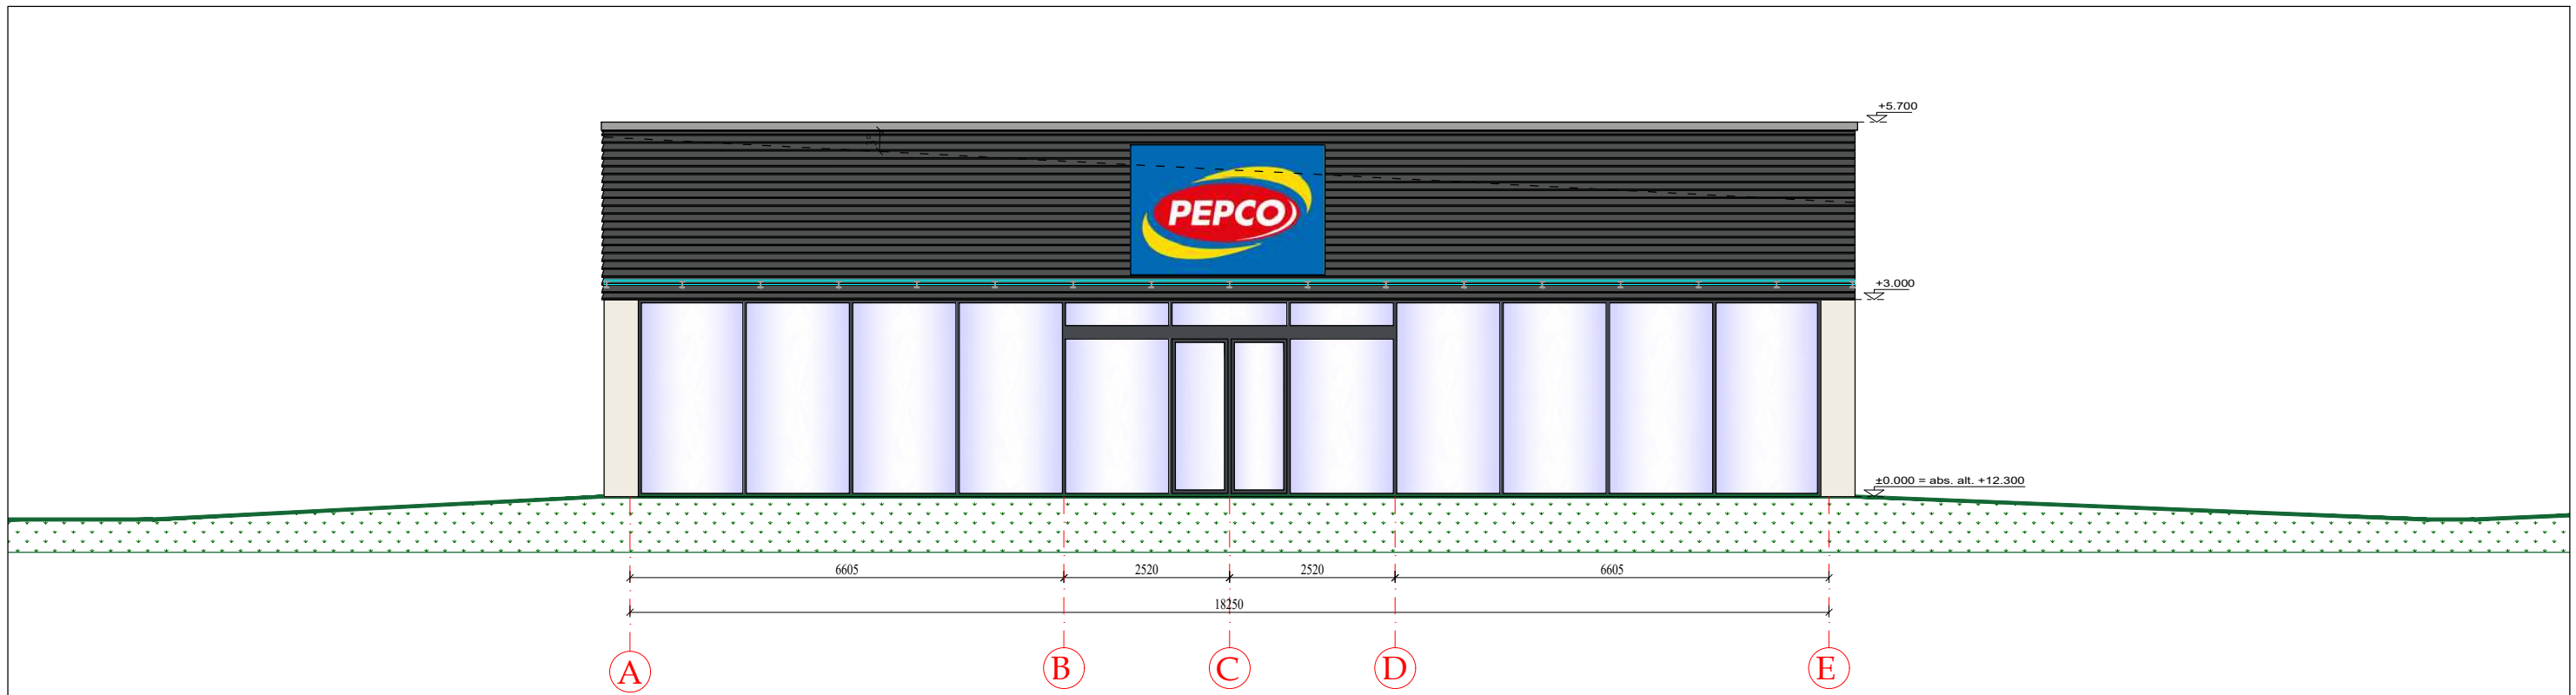 +5.700
PEPCO
+3.000
±0.000 = abs. alt. +12.300
6605 2520 2520 6605
18250
A B C D E